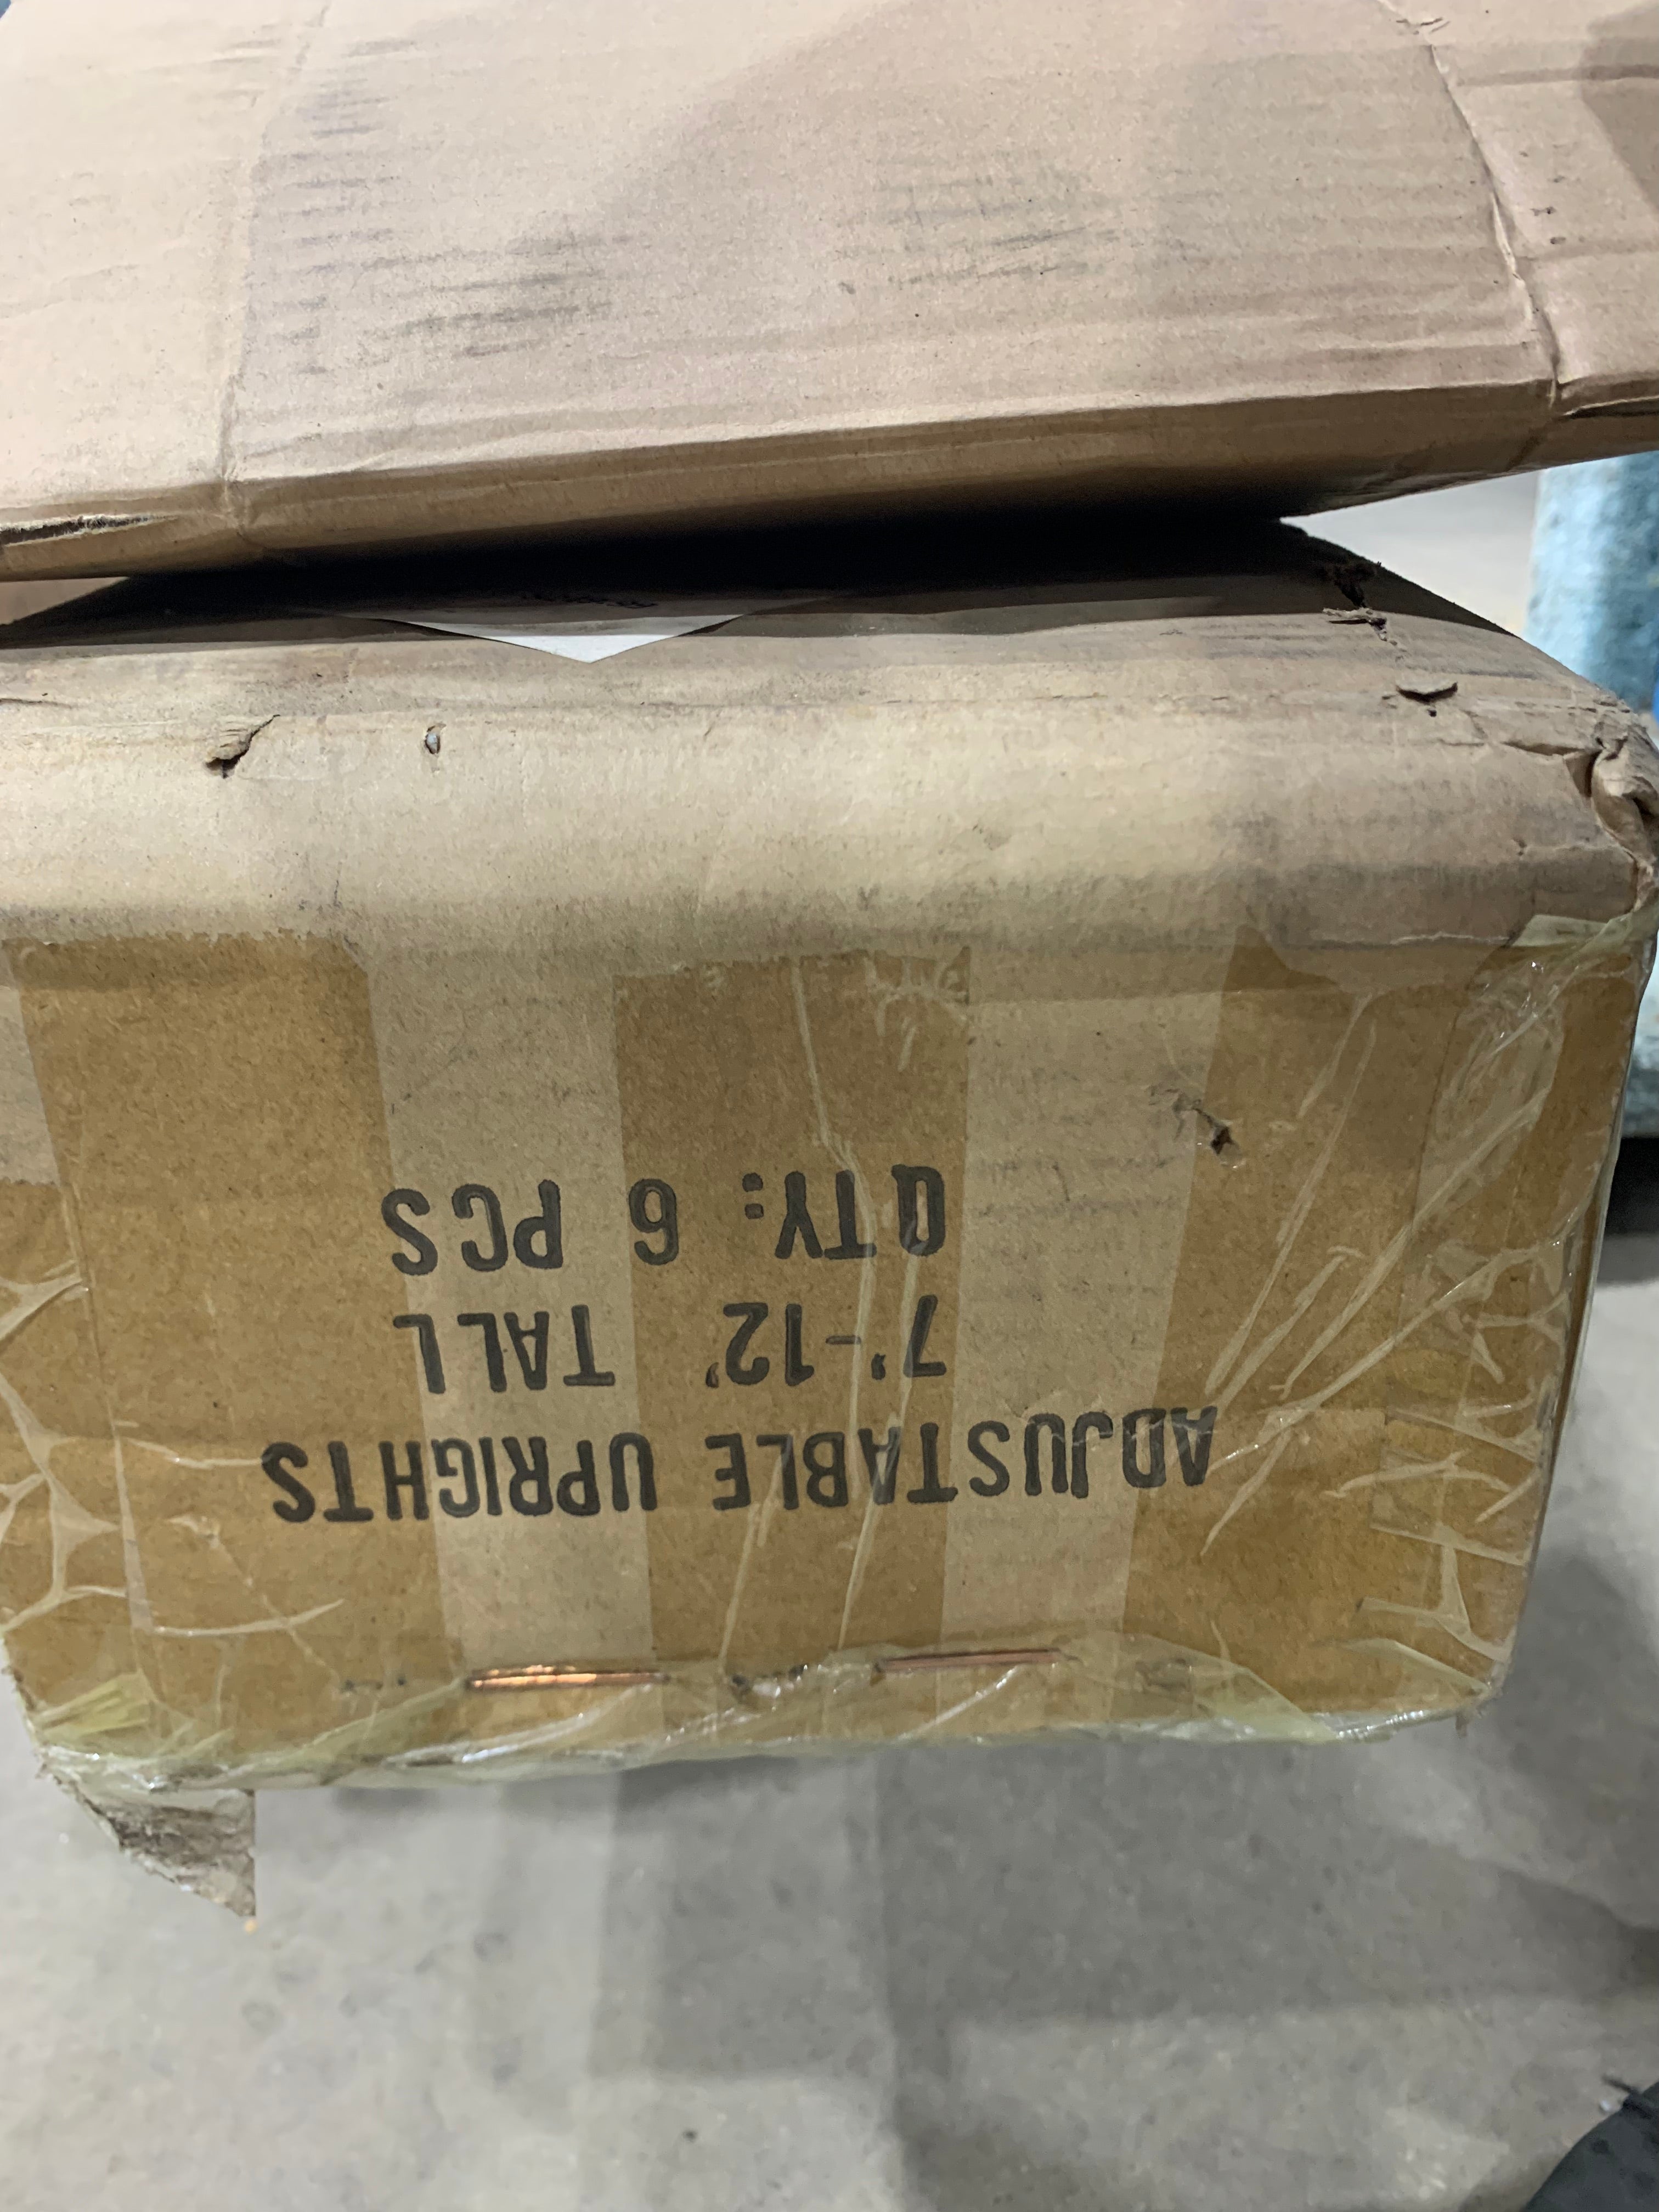 ADJUSTABLE UPRIGHTS
7'-12' TALL
QTY: 6 PCS